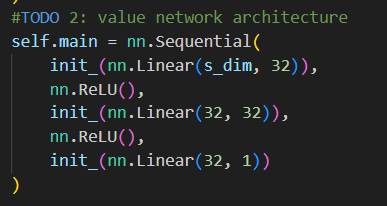 #TODO 2: value network architecture
self.main = nn.Sequential(
    init_(nn.Linear(s_dim, 32)),
    nn.ReLU(),
    init_(nn.Linear(32, 32)),
    nn.ReLU(),
    init_(nn.Linear(32, 1))
)